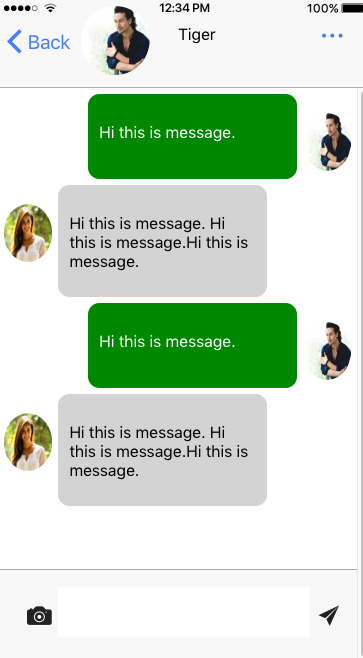 12:34 PM
100%
Back
Tiger
Hi this is message.
Hi this is message. Hi
this is message.Hi this is
message.
Hi this is message.
Hi this is message. Hi
this is message.Hi this is
message.